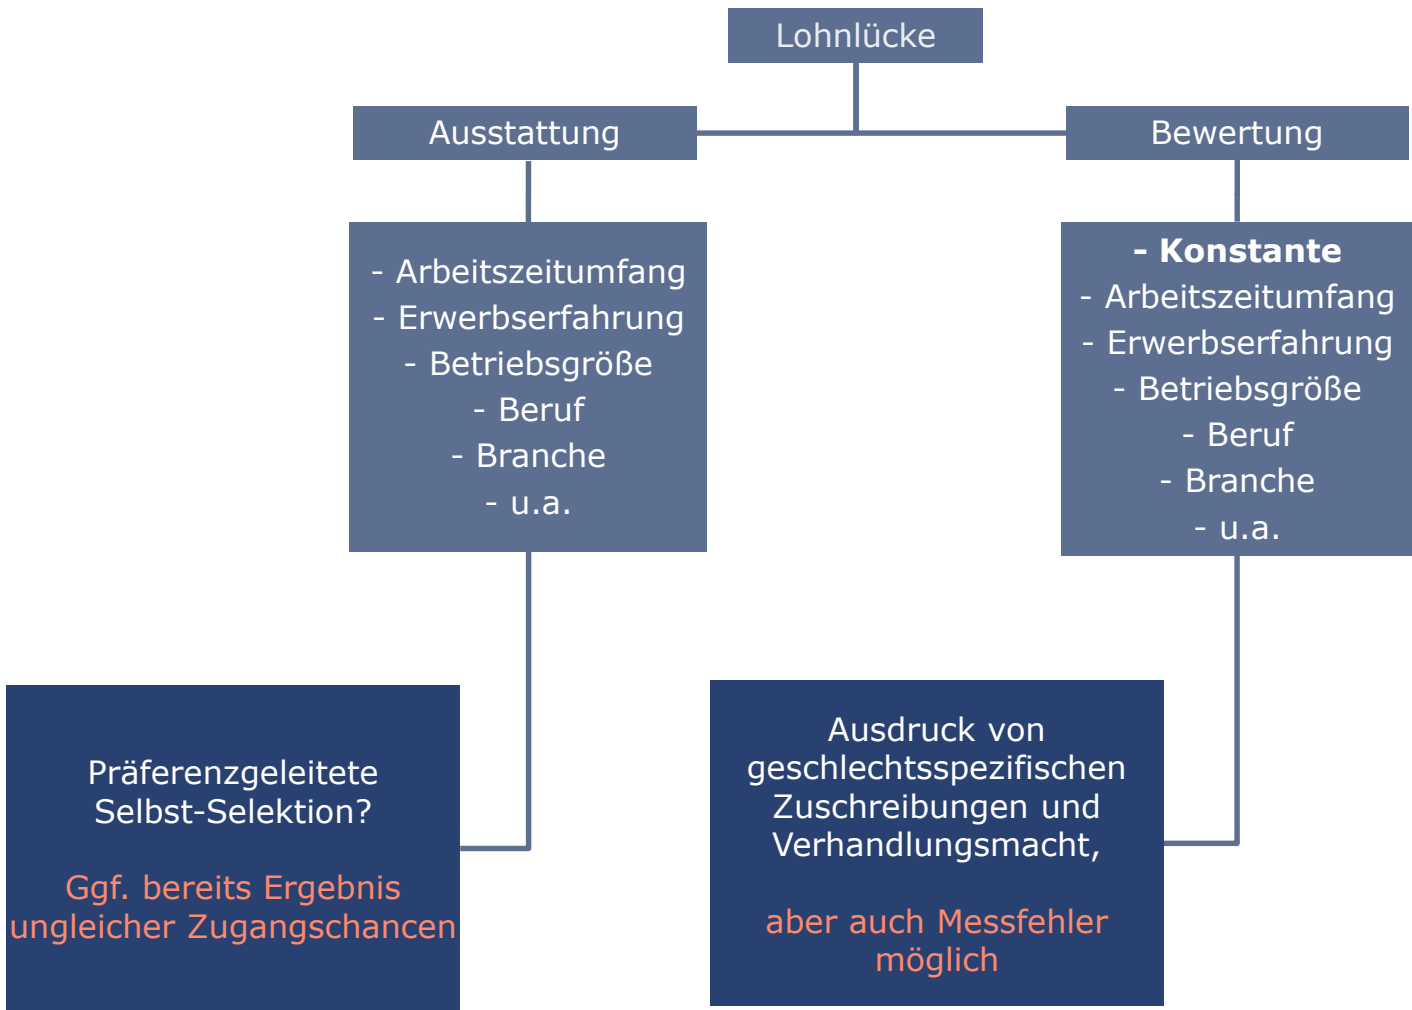 Lohnlücke
Ausstattung
Bewertung
- Arbeitszeitumfang
- Erwerbserfahrung
- Betriebsgröße
- Beruf
- Branche
- u.a.
- Konstante
- Arbeitszeitumfang
- Erwerbserfahrung
- Betriebsgröße
- Beruf
- Branche
- u.a.
Präferenzgeleitete
Selbst-Selektion?
Ggf. bereits Ergebnis
ungleicher Zugangschancen
Ausdruck von
geschlechtsspezifischen
Zuschreibungen und
Verhandlungsmacht,
aber auch Messfehler
möglich